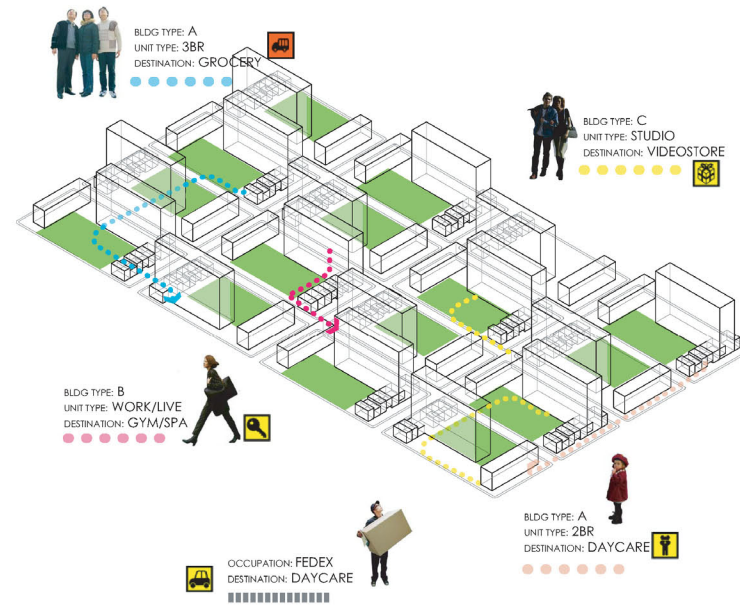 BLDG TYPE: A
UNIT TYPE: 3BR
DESTINATION: GROCERY
BLDG TYPE: C
UNIT TYPE: STUDIO
DESTINATION: VIDEOSTORE
BLDG TYPE: B
UNIT TYPE: WORK/LIVE
DESTINATION: GYM/SPA
BLDG TYPE: A
UNIT TYPE: 2BR
DESTINATION: DAYCARE
OCCUPATION: FEDEX
DESTINATION: DAYCARE